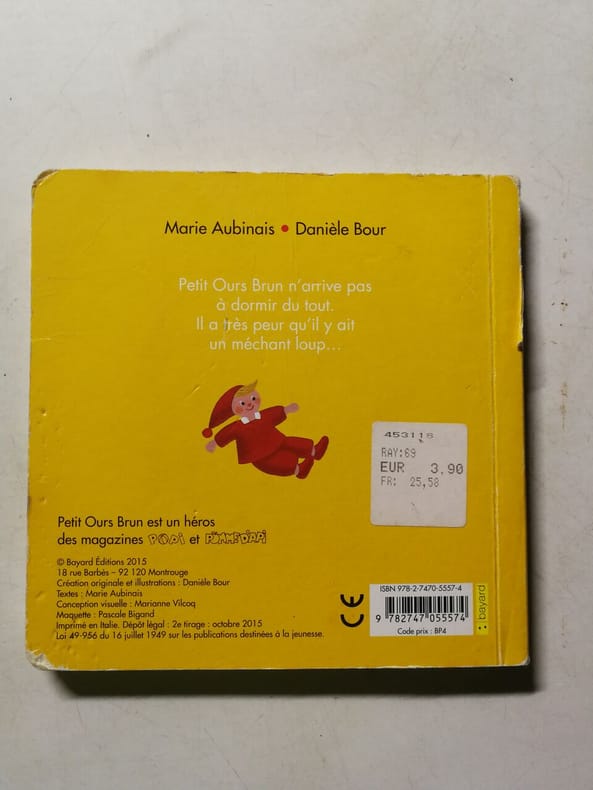 Marie Aubinais • Danièle Bour
Petit Ours Brun n'arrive pas
à dormir du tout.
Il a très peur qu'il y ait
un méchant loup...
453116
RAY:69
EUR 3,90
FR: 25,58
Petit Ours Brun est un héros
des magazines POPi et POMME D'API
© Bayard Éditions 2015
18 rue Barbès – 92 120 Montrouge
Création originale et illustrations : Danièle Bour
Textes : Marie Aubinais
Conception visuelle : Marianne Vilcoq
Maquette : Pascale Bigand
Imprimé en Italie. Dépôt légal : 2e tirage : octobre 2015
Loi 49-956 du 16 juillet 1949 sur les publications destinées à la jeunesse.
CE
ISBN 978-2-7470-5557-4
9 782747 055574
Code prix : BP4
bayard